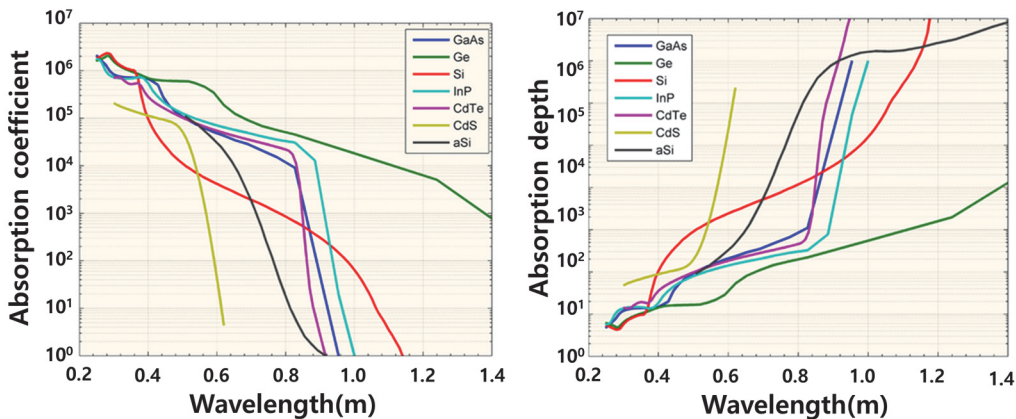 Absorption coefficient
10⁷
10⁶
10⁵
10⁴
10³
10²
10¹
10⁰
GaAs
Ge
Si
InP
CdTe
CdS
aSi
0.2 0.4 0.6 0.8 1.0 1.2 1.4
Wavelength(m)
Absorption depth
10⁷
10⁶
10⁵
10⁴
10³
10²
10¹
10⁰
GaAs
Ge
Si
InP
CdTe
CdS
aSi
0.2 0.4 0.6 0.8 1.0 1.2 1.4
Wavelength(m)